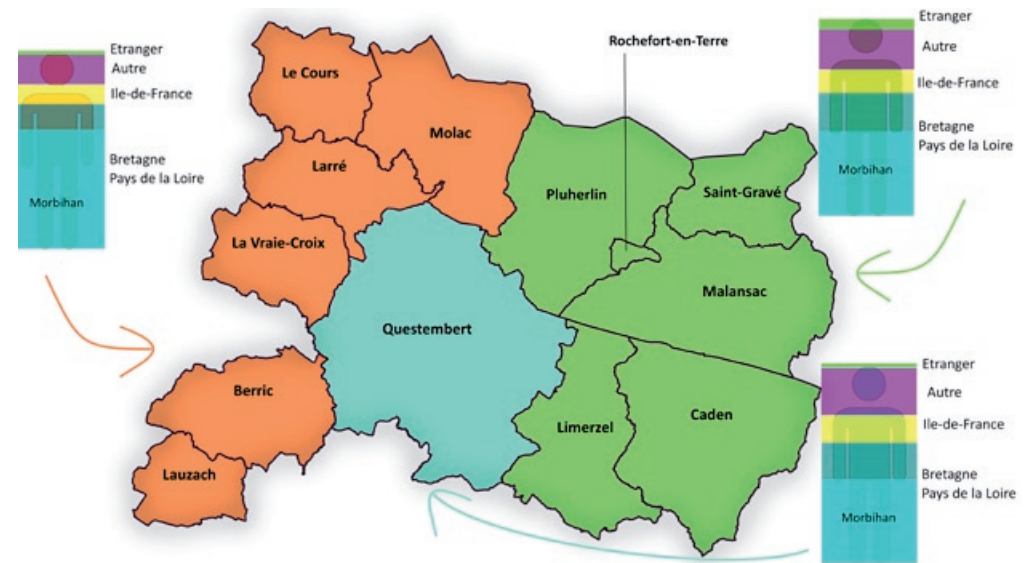 Etranger
Autre
Ile-de-France
Bretagne
Pays de la Loire
Morbihan
Le Cours
Molac
Larré
La Vraie-Croix
Questembert
Berric
Lauzach
Rochefort-en-Terre
Pluherlin
Saint-Gravé
Malansac
Limerzel
Caden
Etranger
Autre
Ile-de-France
Bretagne
Pays de la Loire
Morbihan
Etranger
Autre
Ile-de-France
Bretagne
Pays de la Loire
Morbihan